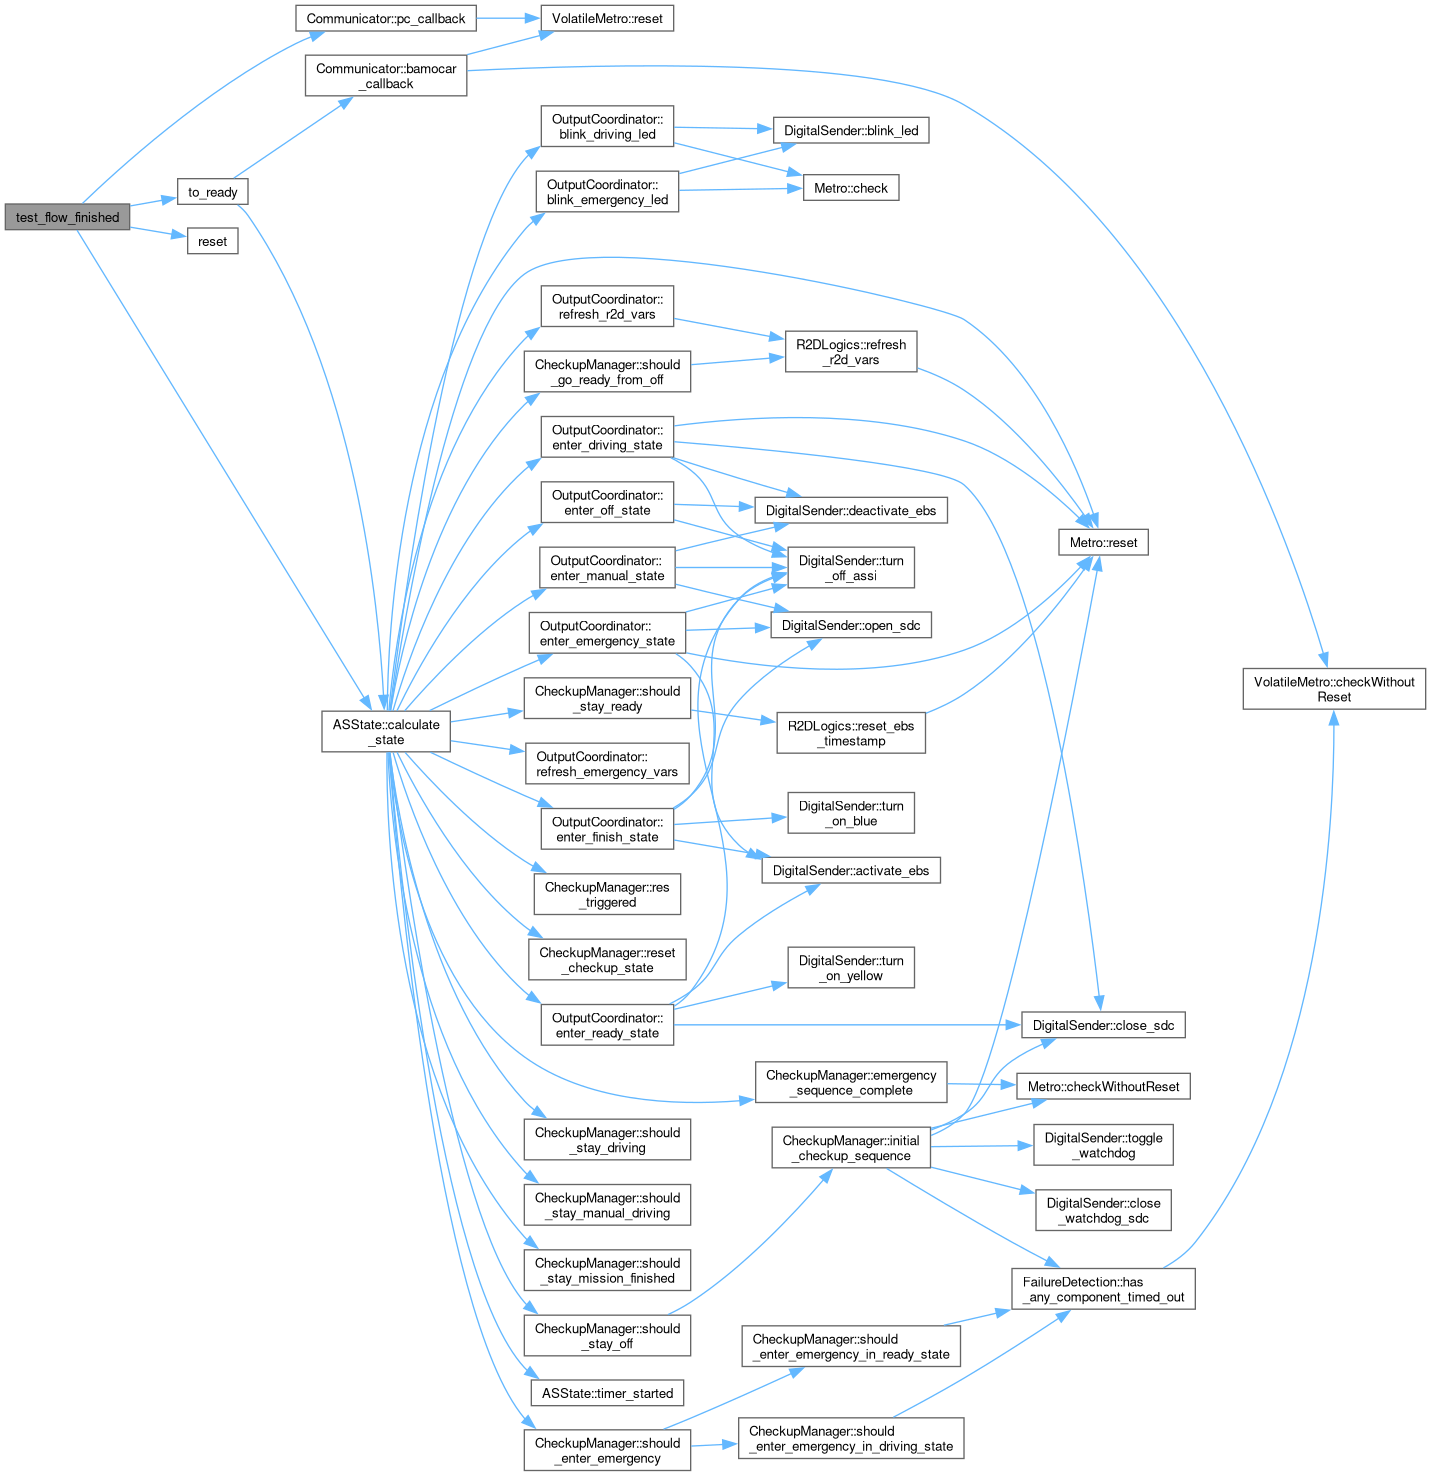 Communicator::pc_callback
VolatileMetro::reset
Communicator::bamocar
_callback
OutputCoordinator::
blink_driving_led
DigitalSender::blink_led
OutputCoordinator::
blink_emergency_led
Metro::check
to_ready
test_flow_finished
reset
OutputCoordinator::
refresh_r2d_vars
R2DLogics::refresh
_r2d_vars
CheckupManager::should
_go_ready_from_off
OutputCoordinator::
enter_driving_state
OutputCoordinator::
enter_off_state
DigitalSender::deactivate_ebs
Metro::reset
OutputCoordinator::
enter_manual_state
DigitalSender::turn
_off_assi
OutputCoordinator::
enter_emergency_state
DigitalSender::open_sdc
VolatileMetro::checkWithout
Reset
CheckupManager::should
_stay_ready
ASState::calculate
_state
R2DLogics::reset_ebs
_timestamp
OutputCoordinator::
refresh_emergency_vars
DigitalSender::turn
_on_blue
OutputCoordinator::
enter_finish_state
DigitalSender::activate_ebs
CheckupManager::res
_triggered
CheckupManager::reset
_checkup_state
DigitalSender::turn
_on_yellow
OutputCoordinator::
enter_ready_state
DigitalSender::close_sdc
CheckupManager::emergency
_sequence_complete
Metro::checkWithoutReset
CheckupManager::should
_stay_driving
CheckupManager::initial
_checkup_sequence
DigitalSender::toggle
_watchdog
CheckupManager::should
_stay_manual_driving
DigitalSender::close
_watchdog_sdc
CheckupManager::should
_stay_mission_finished
FailureDetection::has
_any_component_timed_out
CheckupManager::should
_stay_off
CheckupManager::should
_enter_emergency_in_ready_state
ASState::timer_started
CheckupManager::should
_enter_emergency
CheckupManager::should
_enter_emergency_in_driving_state